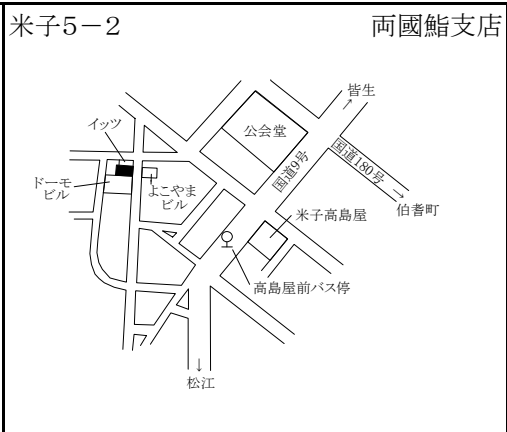 米子5－2
両國鮨支店
皆生
イッツ
公会堂
国道9号
国道180号
ドーモ
ビル
よこやま
ビル
伯耆町
米子高島屋
高島屋前バス停
松江